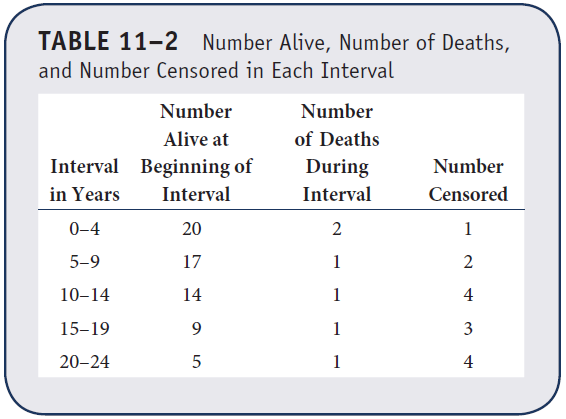 TABLE 11–2 Number Alive, Number of Deaths,
and Number Censored in Each Interval
Number Number
Alive at of Deaths
Interval Beginning of During Number
in Years Interval Interval Censored
0–4 20 2 1
5–9 17 1 2
10–14 14 1 4
15–19 9 1 3
20–24 5 1 4